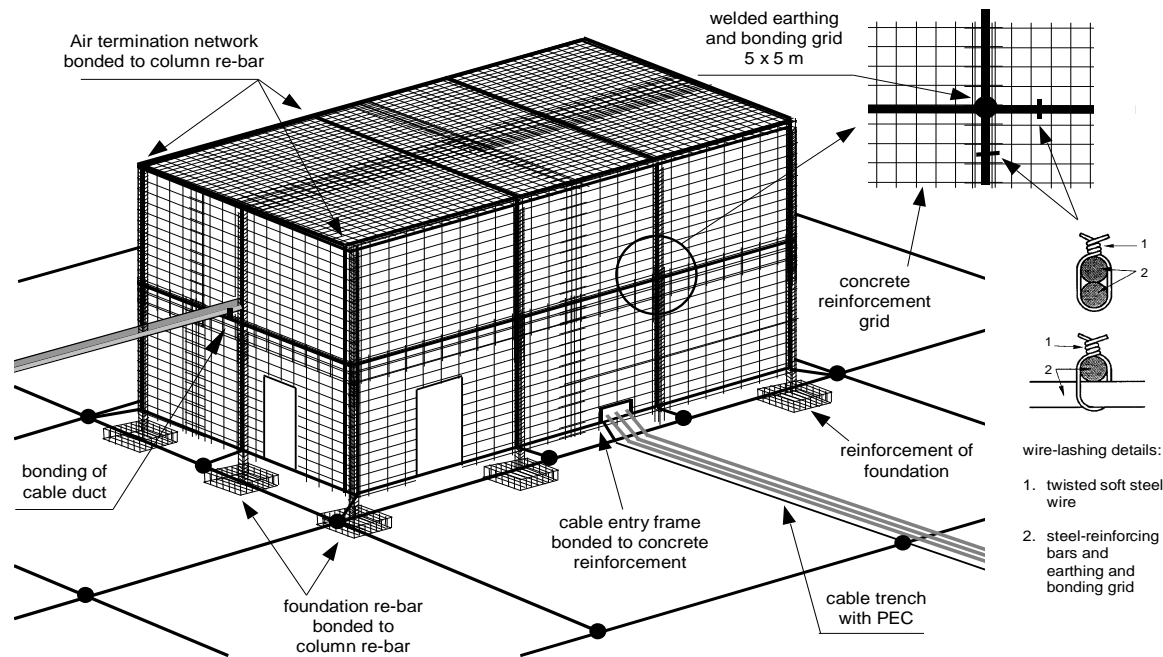 Air termination network
bonded to column re-bar
welded earthing
and bonding grid
5 x 5 m
concrete
reinforcement
grid
1
2
1
2
bonding of
cable duct
reinforcement of
foundation
cable entry frame
bonded to concrete
reinforcement
foundation re-bar
bonded to
column re-bar
cable trench
with PEC
wire-lashing details:
1. twisted soft steel
wire
2. steel-reinforcing
bars and
earthing and
bonding grid